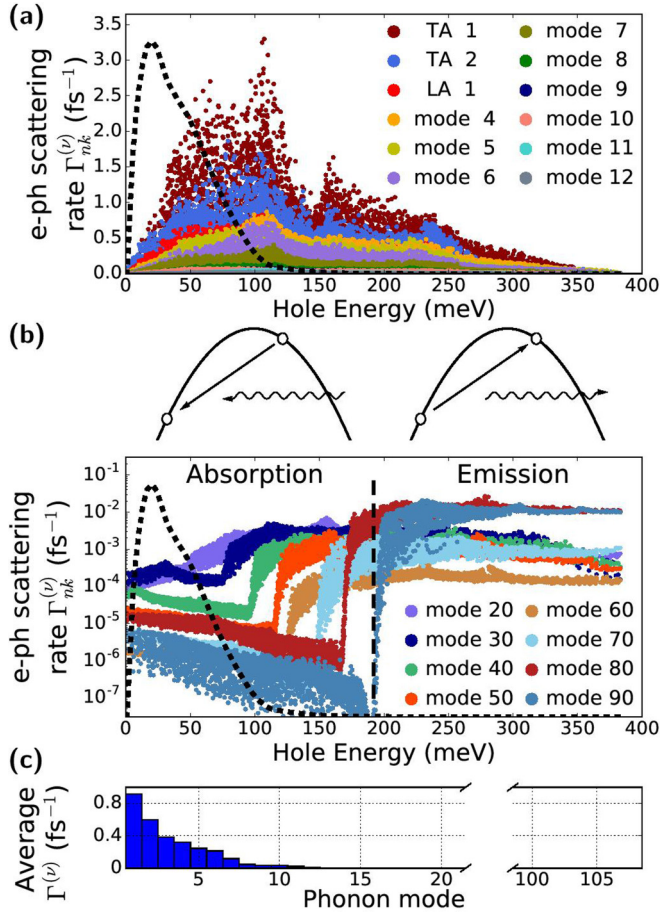 (a)
3.5
3.0
2.5
2.0
1.5
1.0
0.5
0.0
e-ph scattering
rate Γ_{nk}^{(ν)} (fs⁻¹)
TA 1
TA 2
LA 1
mode 4
mode 5
mode 6
mode 7
mode 8
mode 9
mode 10
mode 11
mode 12
0 50 100 150 200 250 300 350 400
Hole Energy (meV)
(b)
Absorption
Emission
10⁻¹
10⁻²
10⁻³
10⁻⁴
10⁻⁵
10⁻⁶
10⁻⁷
e-ph scattering
rate Γ_{nk}^{(ν)} (fs⁻¹)
mode 20
mode 30
mode 40
mode 50
mode 60
mode 70
mode 80
mode 90
0 50 100 150 200 250 300 350 400
Hole Energy (meV)
(c)
Average
Γ^{(ν)} (fs⁻¹)
0.8
0.4
0
5 10 15 20 100 105
Phonon mode